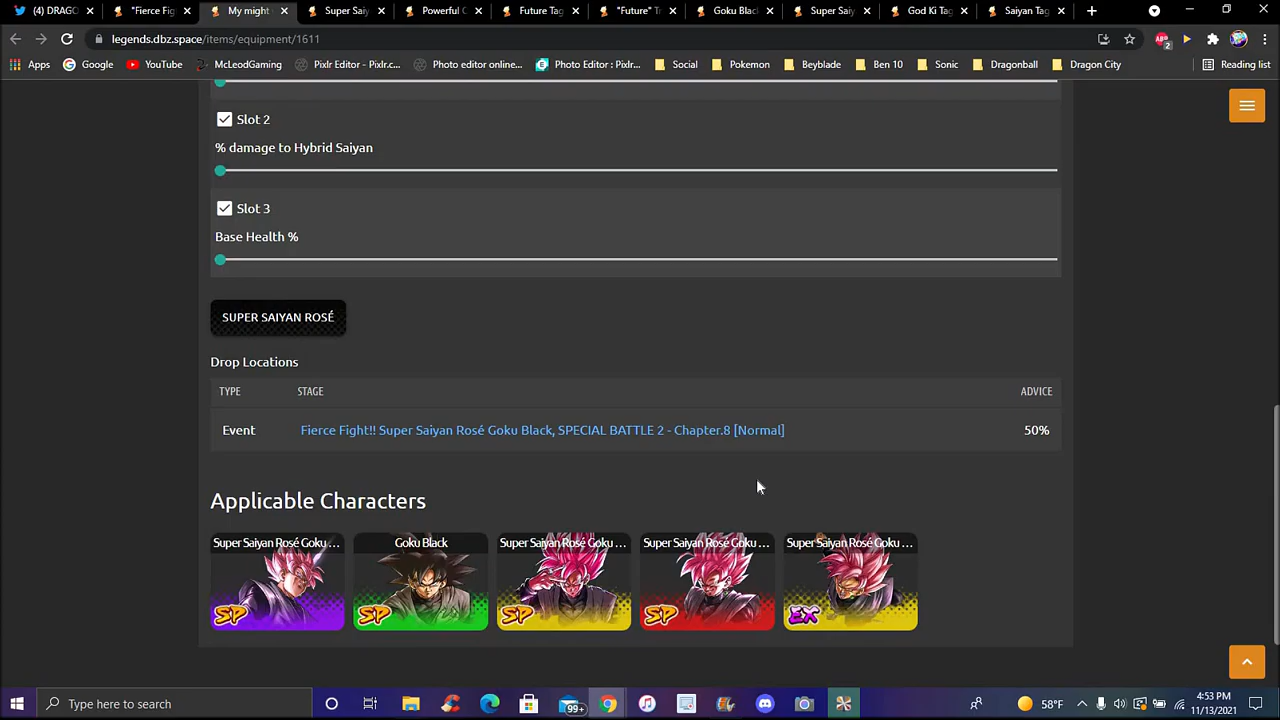 (4) DRAGO
*Fierce Figh
My might
Super Saiy
Powerful C
Future Tag
"Future" Tr
Goku Black
Super Saiy
God Ki Tag
Saiyan Tag
legends.dbz.space/items/equipment/1611
2
Apps
Google
YouTube
McLeodGaming
Pixlr Editor - Pixlr.c...
Photo editor online...
Photo Editor : Pixlr...
Social
Pokemon
Beyblade
Ben 10
Sonic
Dragonball
Dragon City
Reading list
Slot 2
% damage to Hybrid Saiyan
Slot 3
Base Health %
SUPER SAIYAN ROSÉ
Drop Locations
TYPE STAGE ADVICE
Event Fierce Fight!! Super Saiyan Rosé Goku Black, SPECIAL BATTLE 2 - Chapter.8 [Normal] 50%
Applicable Characters
Super Saiyan Rosé Goku ...
Goku Black
Super Saiyan Rosé Goku ...
Super Saiyan Rosé Goku ...
Super Saiyan Rosé Goku ...
SP
SP
SP
SP
EX
Type here to search
99+
58°F
4:53 PM
11/13/2021